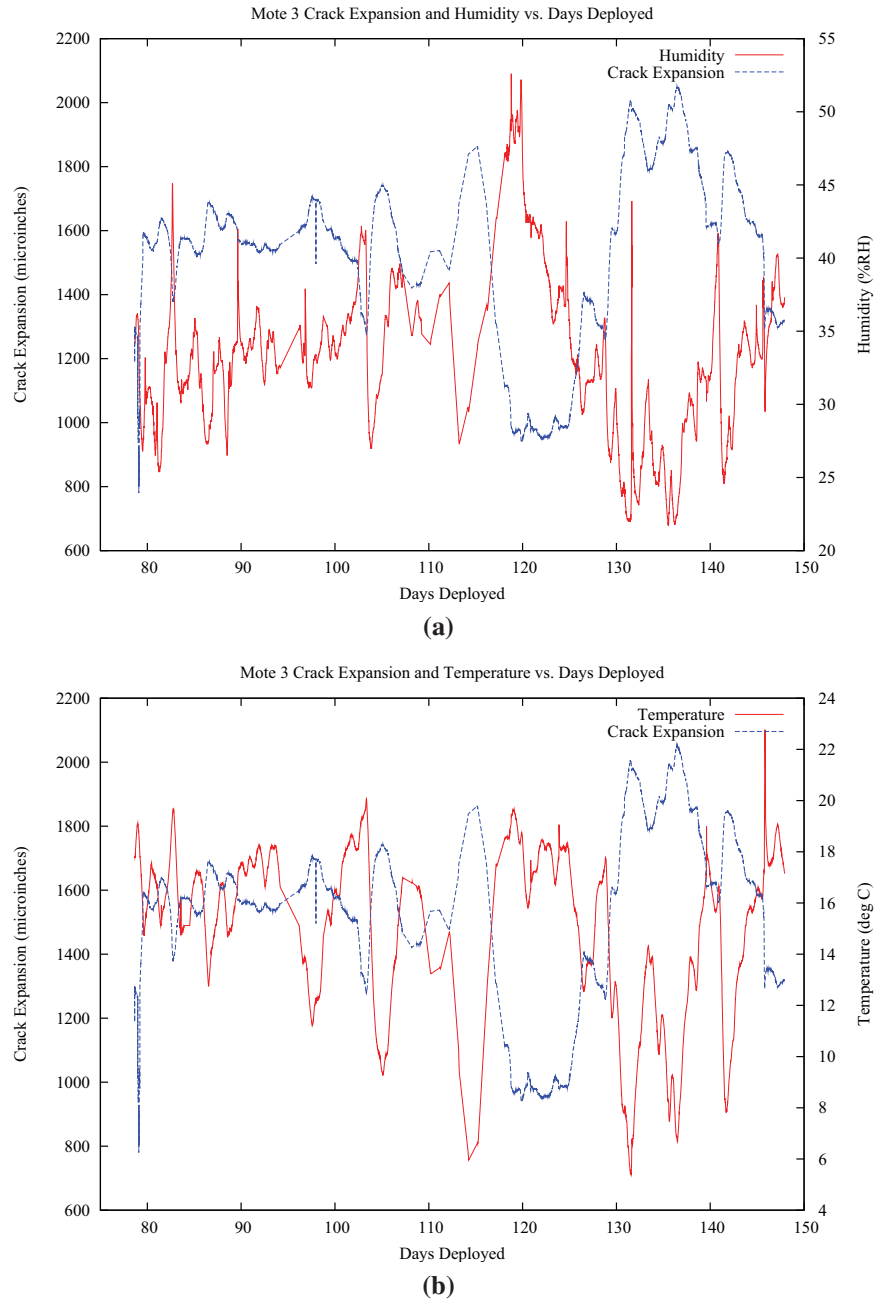 Mote 3 Crack Expansion and Humidity vs. Days Deployed
2200
2000
1800
1600
1400
1200
1000
800
600
Crack Expansion (microinches)
Humidity
Crack Expansion
55
50
45
40
35
30
25
20
Humidity (%RH)
80 90 100 110 120 130 140 150
Days Deployed
(a)
Mote 3 Crack Expansion and Temperature vs. Days Deployed
2200
2000
1800
1600
1400
1200
1000
800
600
Crack Expansion (microinches)
Temperature
Crack Expansion
24
22
20
18
16
14
12
10
8
6
4
Temperature (deg C)
80 90 100 110 120 130 140 150
Days Deployed
(b)